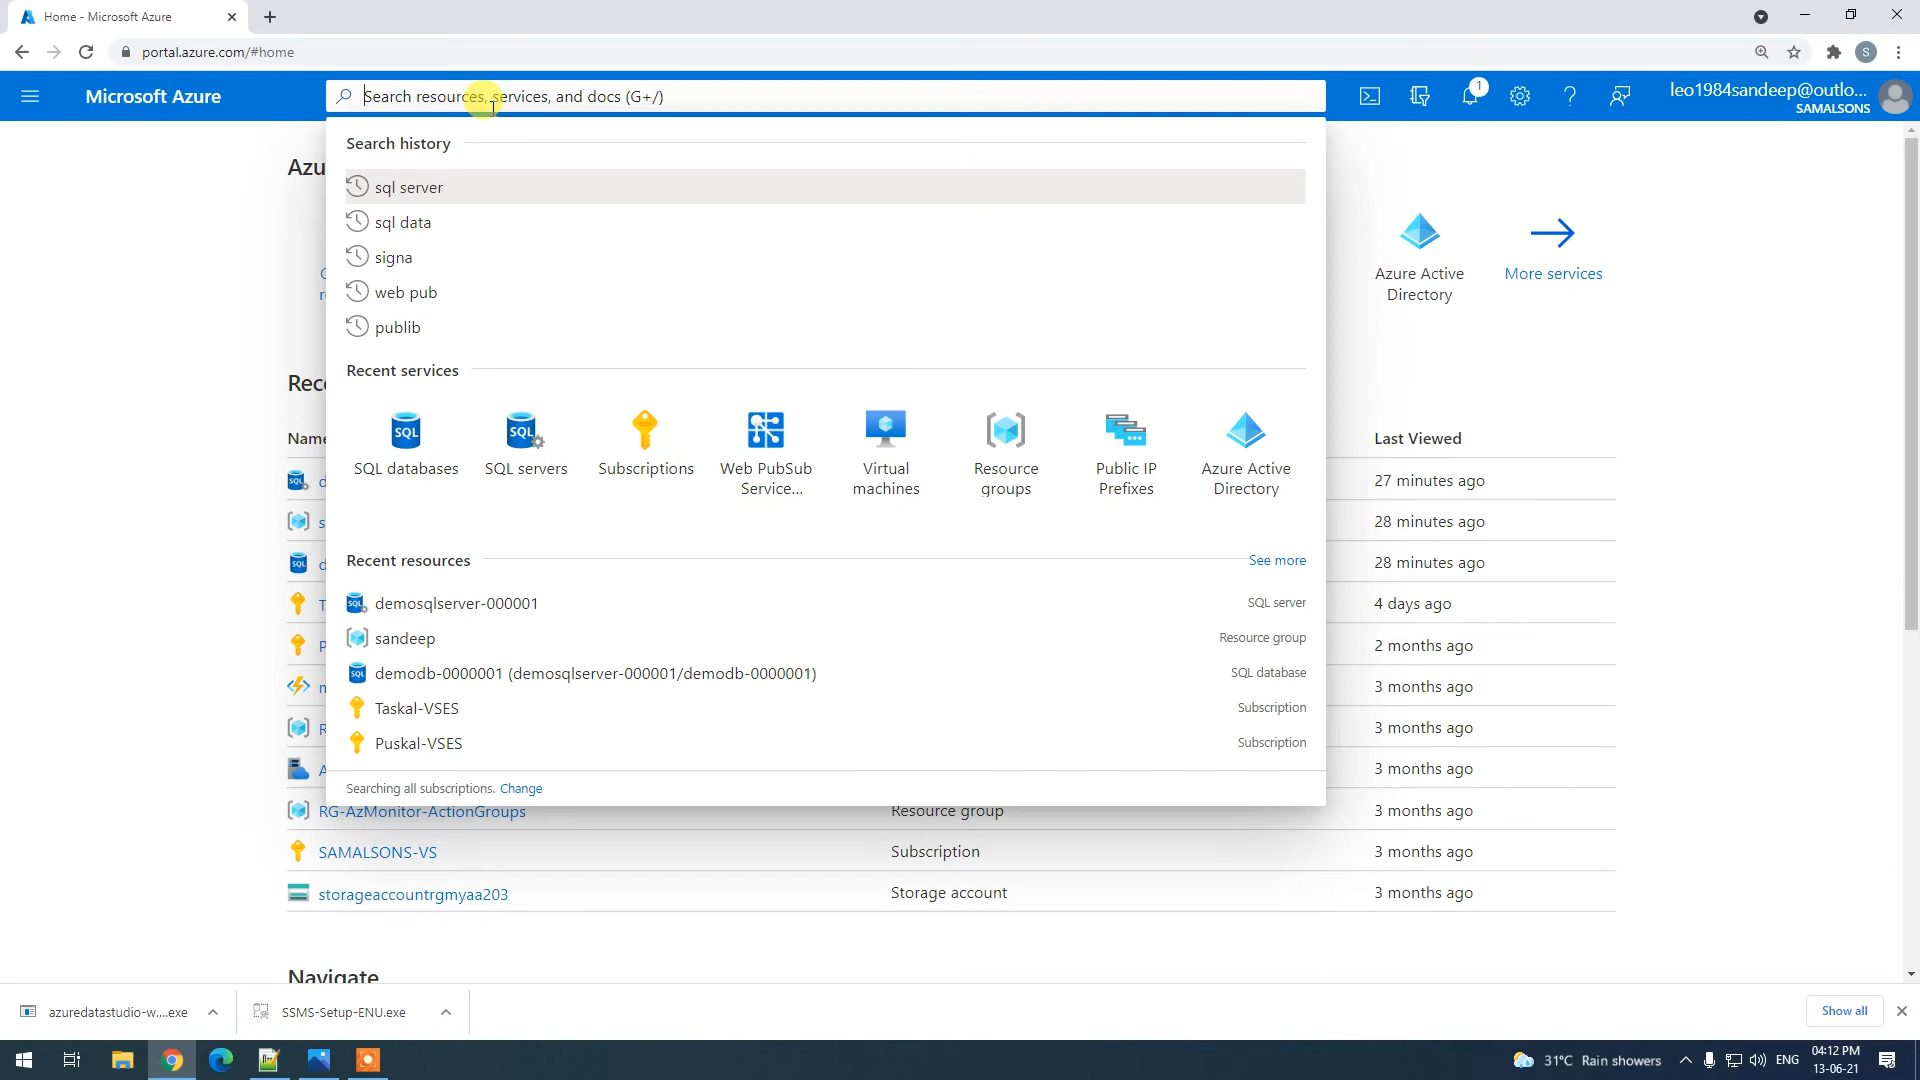 Home - Microsoft Azure
portal.azure.com/#home
S
Microsoft Azure
Search resources, services, and docs (G+/)
1
leo1984sandeep@outlo...
SAMALSONS
Azu
Search history
sql server
sql data
signa
web pub
publib
Azure Active
Directory
More services
Recent services
SQL databases
SQL servers
Subscriptions
Web PubSub
Service...
Virtual
machines
Resource
groups
Public IP
Prefixes
Azure Active
Directory
Rec
Name
Last Viewed
27 minutes ago
28 minutes ago
28 minutes ago
4 days ago
2 months ago
3 months ago
3 months ago
3 months ago
Recent resources
See more
demosqlserver-000001
SQL server
sandeep
Resource group
demodb-0000001 (demosqlserver-000001/demodb-0000001)
SQL database
Taskal-VSES
Subscription
Puskal-VSES
Subscription
Searching all subscriptions. Change
RG-AzMonitor-ActionGroups
Resource group
3 months ago
SAMALSONS-VS
Subscription
3 months ago
storageaccountrgmyaa203
Storage account
3 months ago
Navigate
azuredatastudio-w....exe
SSMS-Setup-ENU.exe
Show all
31°C Rain showers
ENG
04:12 PM
13-06-21